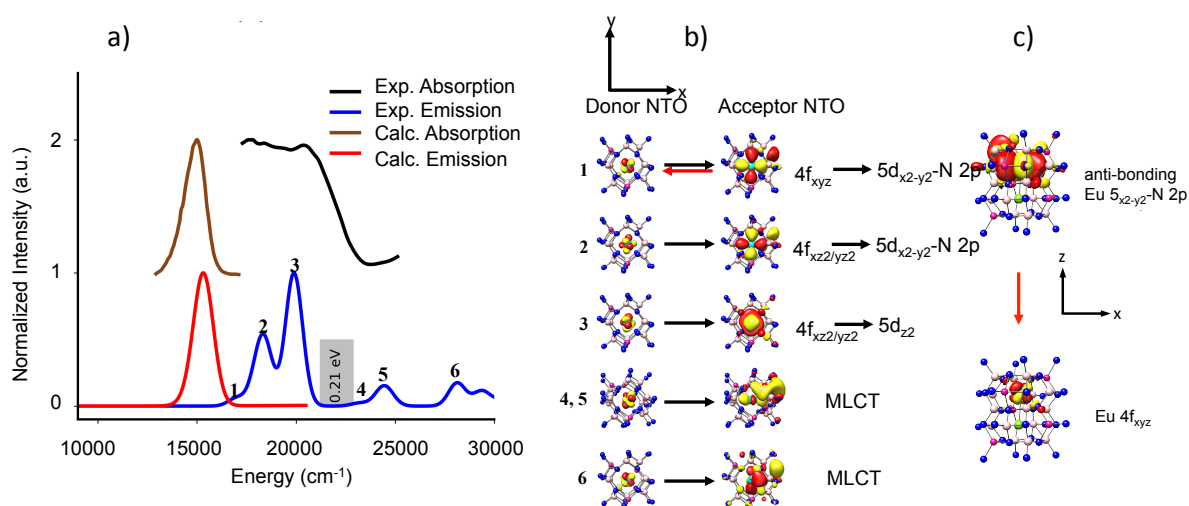 a)
Exp. Absorption
Exp. Emission
Calc. Absorption
Calc. Emission
Normalized Intensity (a.u.)
2
1
0
1
2
3
0.21 eV
4
5
6
10000 15000 20000 25000 30000
Energy (cm⁻¹)
b)
y
x
Donor NTO Acceptor NTO
1 4fxyz 5dx2-y2-N 2p
2 4fxz2/yz2 5dx2-y2-N 2p
3 4fxz2/yz2 5dz2
4, 5 MLCT
6 MLCT
c)
anti-bonding
Eu 5x2-y2-N 2p
z
x
Eu 4fxyz